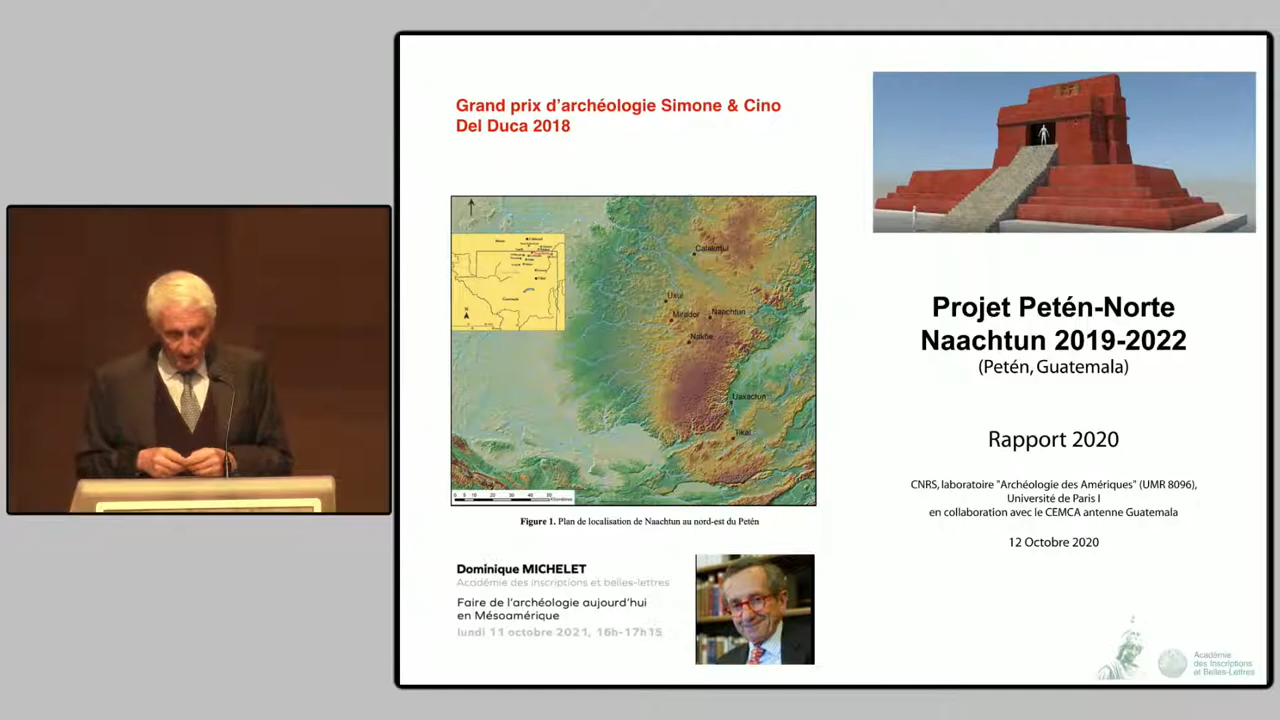 Grand prix d'archéologie Simone & Cino
Del Duca 2018
Calakmul
Uxul
Mirador
Naachtun
Nakbe
Uaxactun
Tikal
Figure 1. Plan de localisation de Naachtun au nord-est du Petén
Dominique MICHELET
Académie des inscriptions et belles-lettres
Faire de l'archéologie aujourd'hui
en Mésoamérique
lundi 11 octobre 2021, 16h-17h15
Projet Petén-Norte
Naachtun 2019-2022
(Petén, Guatemala)
Rapport 2020
CNRS, laboratoire "Archéologie des Amériques" (UMR 8096),
Université de Paris I
en collaboration avec le CEMCA antenne Guatemala
12 Octobre 2020
Académie
des Inscriptions
et Belles-Lettres